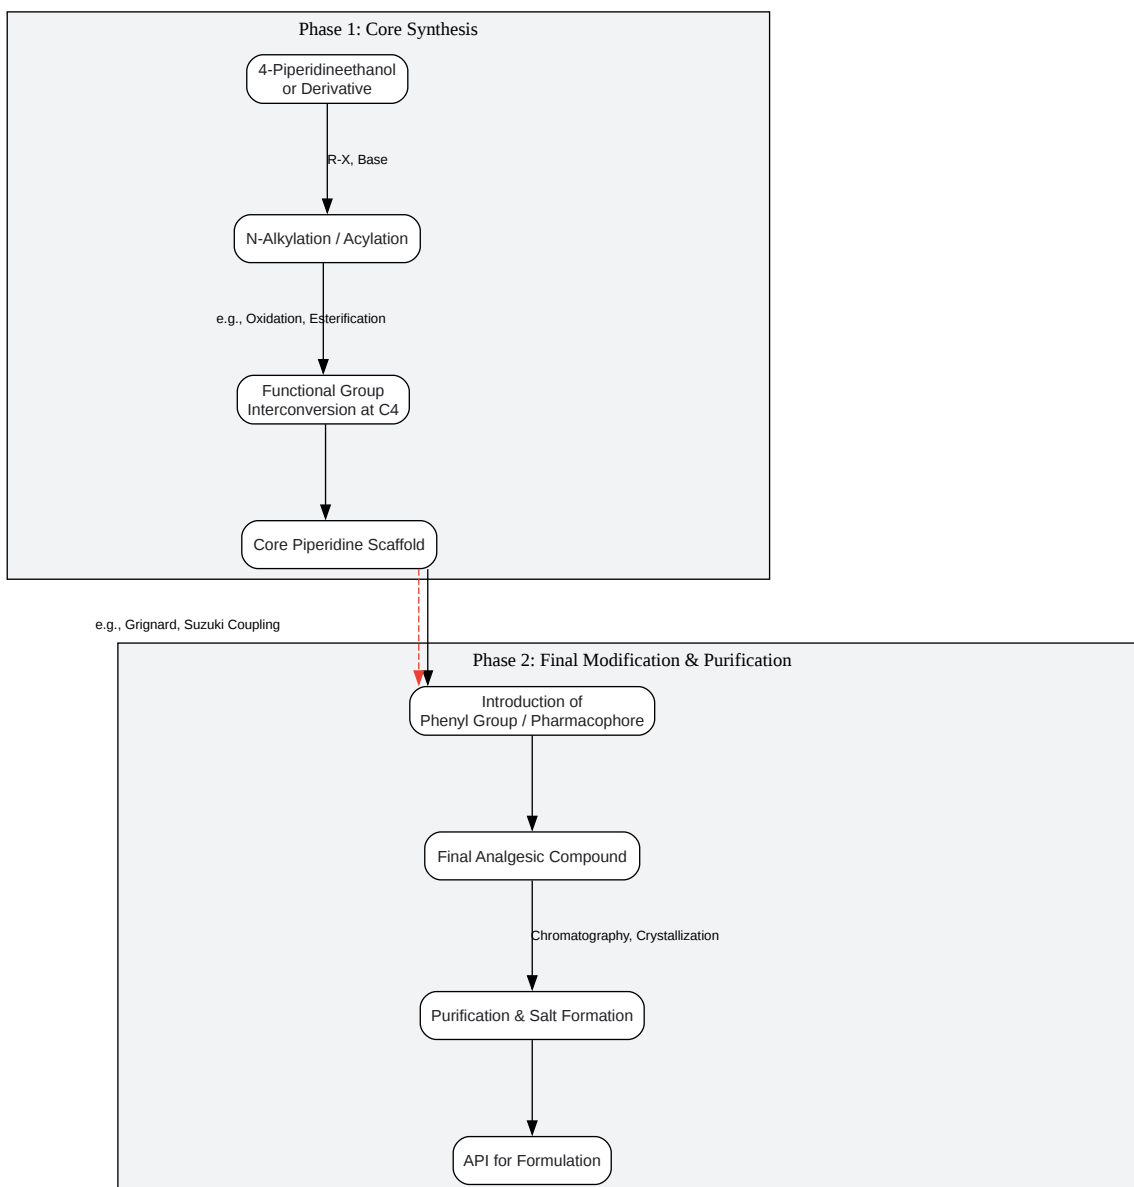 Phase 1: Core Synthesis
4-Piperidineethanol
or Derivative
R-X, Base
N-Alkylation / Acylation
e.g., Oxidation, Esterification
Functional Group
Interconversion at C4
Core Piperidine Scaffold
e.g., Grignard, Suzuki Coupling
Phase 2: Final Modification & Purification
Introduction of
Phenyl Group / Pharmacophore
Final Analgesic Compound
Chromatography, Crystallization
Purification & Salt Formation
API for Formulation